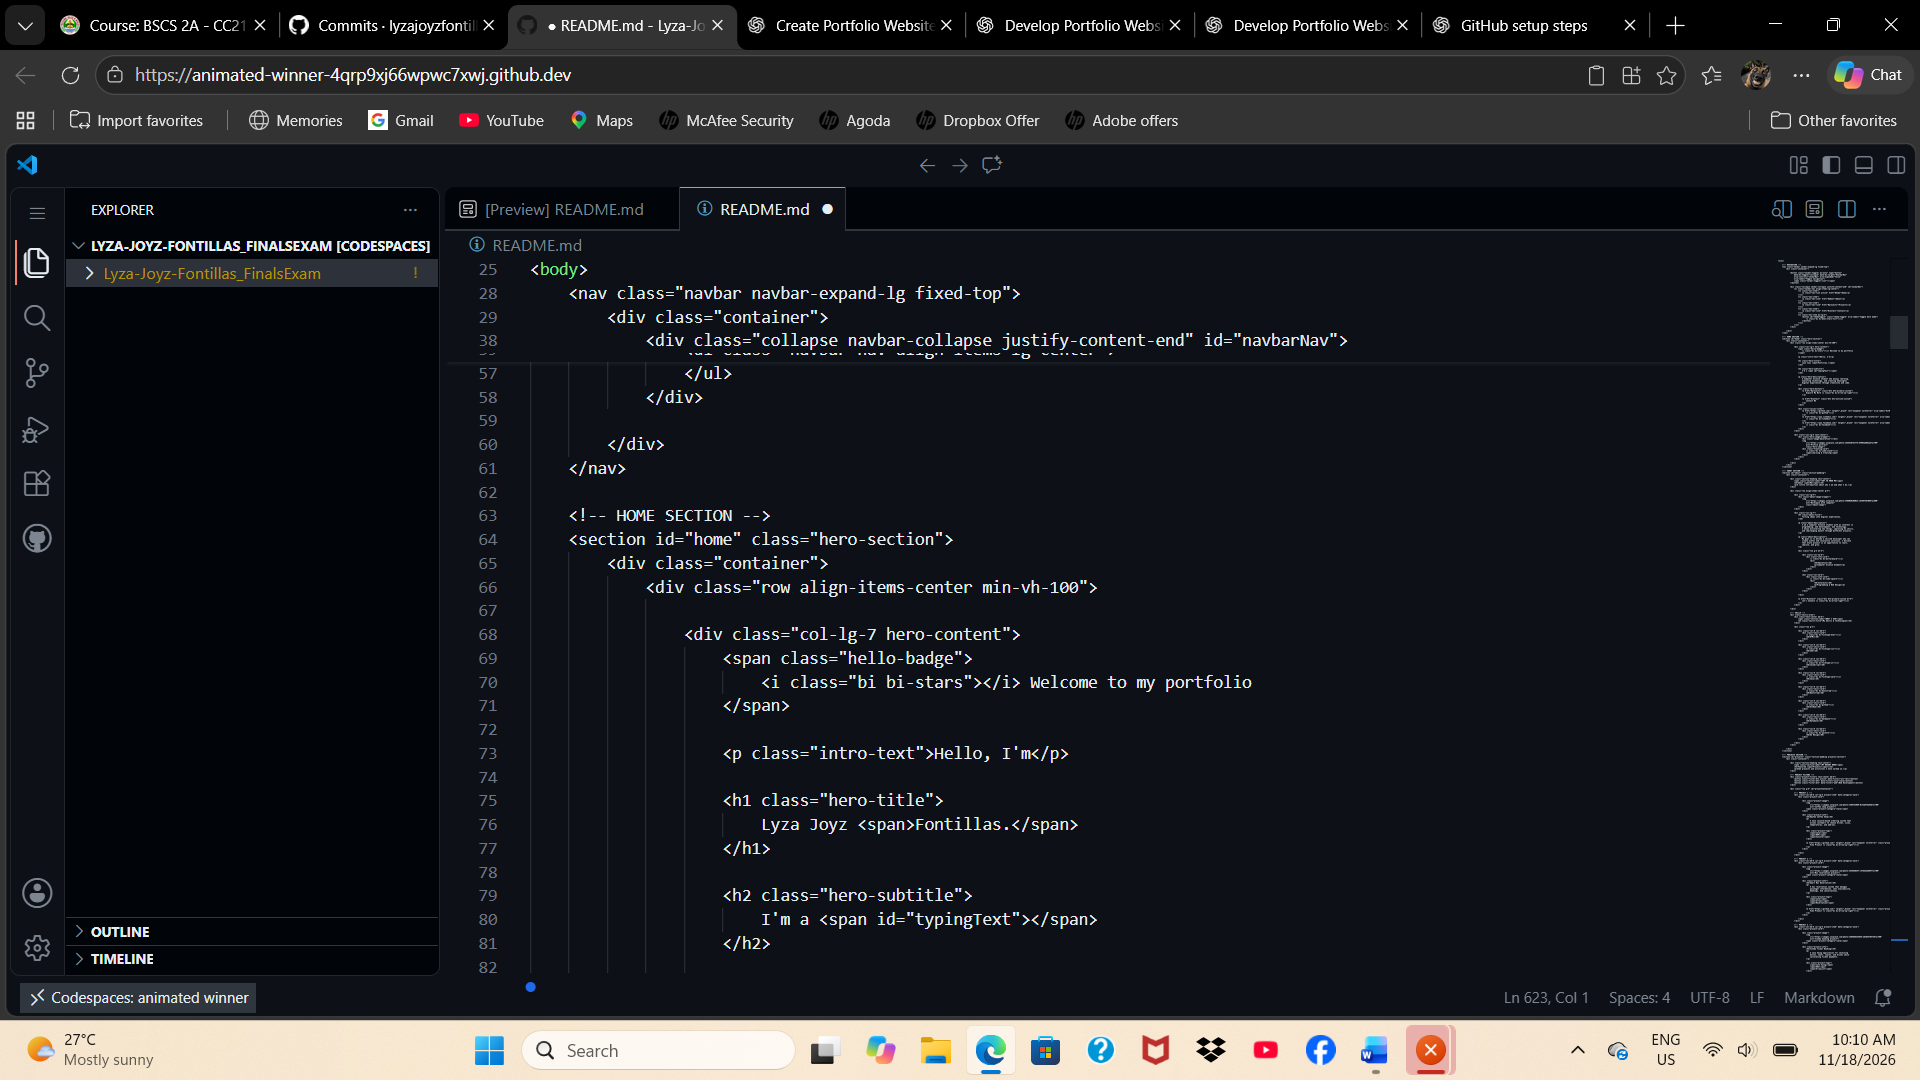 Course: BSCS 2A - CC21
Commits · lyzajoyzfontill
● README.md - Lyza-Jo
Create Portfolio Website
Develop Portfolio Webs
Develop Portfolio Webs
GitHub setup steps
https://animated-winner-4qrp9xj66wpwc7xwj.github.dev
Chat
Import favorites
Memories
Gmail
YouTube
Maps
McAfee Security
Agoda
Dropbox Offer
Adobe offers
Other favorites
EXPLORER
LYZA-JOYZ-FONTILLAS_FINALSEXAM [CODESPACES]
Lyza-Joyz-Fontillas_FinalsExam !
[Preview] README.md
README.md
README.md
25 <body>
28 <nav class="navbar navbar-expand-lg fixed-top">
29 <div class="container">
38 <div class="collapse navbar-collapse justify-content-end" id="navbarNav">
57 </ul>
58 </div>
59
60 </div>
61 </nav>
62
63 <!-- HOME SECTION -->
64 <section id="home" class="hero-section">
65 <div class="container">
66 <div class="row align-items-center min-vh-100">
67
68 <div class="col-lg-7 hero-content">
69 <span class="hello-badge">
70 <i class="bi bi-stars"></i> Welcome to my portfolio
71 </span>
72
73 <p class="intro-text">Hello, I'm</p>
74
75 <h1 class="hero-title">
76 Lyza Joyz <span>Fontillas.</span>
77 </h1>
78
79 <h2 class="hero-subtitle">
80 I'm a <span id="typingText"></span>
81 </h2>
82
OUTLINE
TIMELINE
Codespaces: animated winner
Ln 623, Col 1
Spaces: 4
UTF-8
LF
Markdown
27°C
Mostly sunny
Search
ENG
US
10:10 AM
11/18/2026